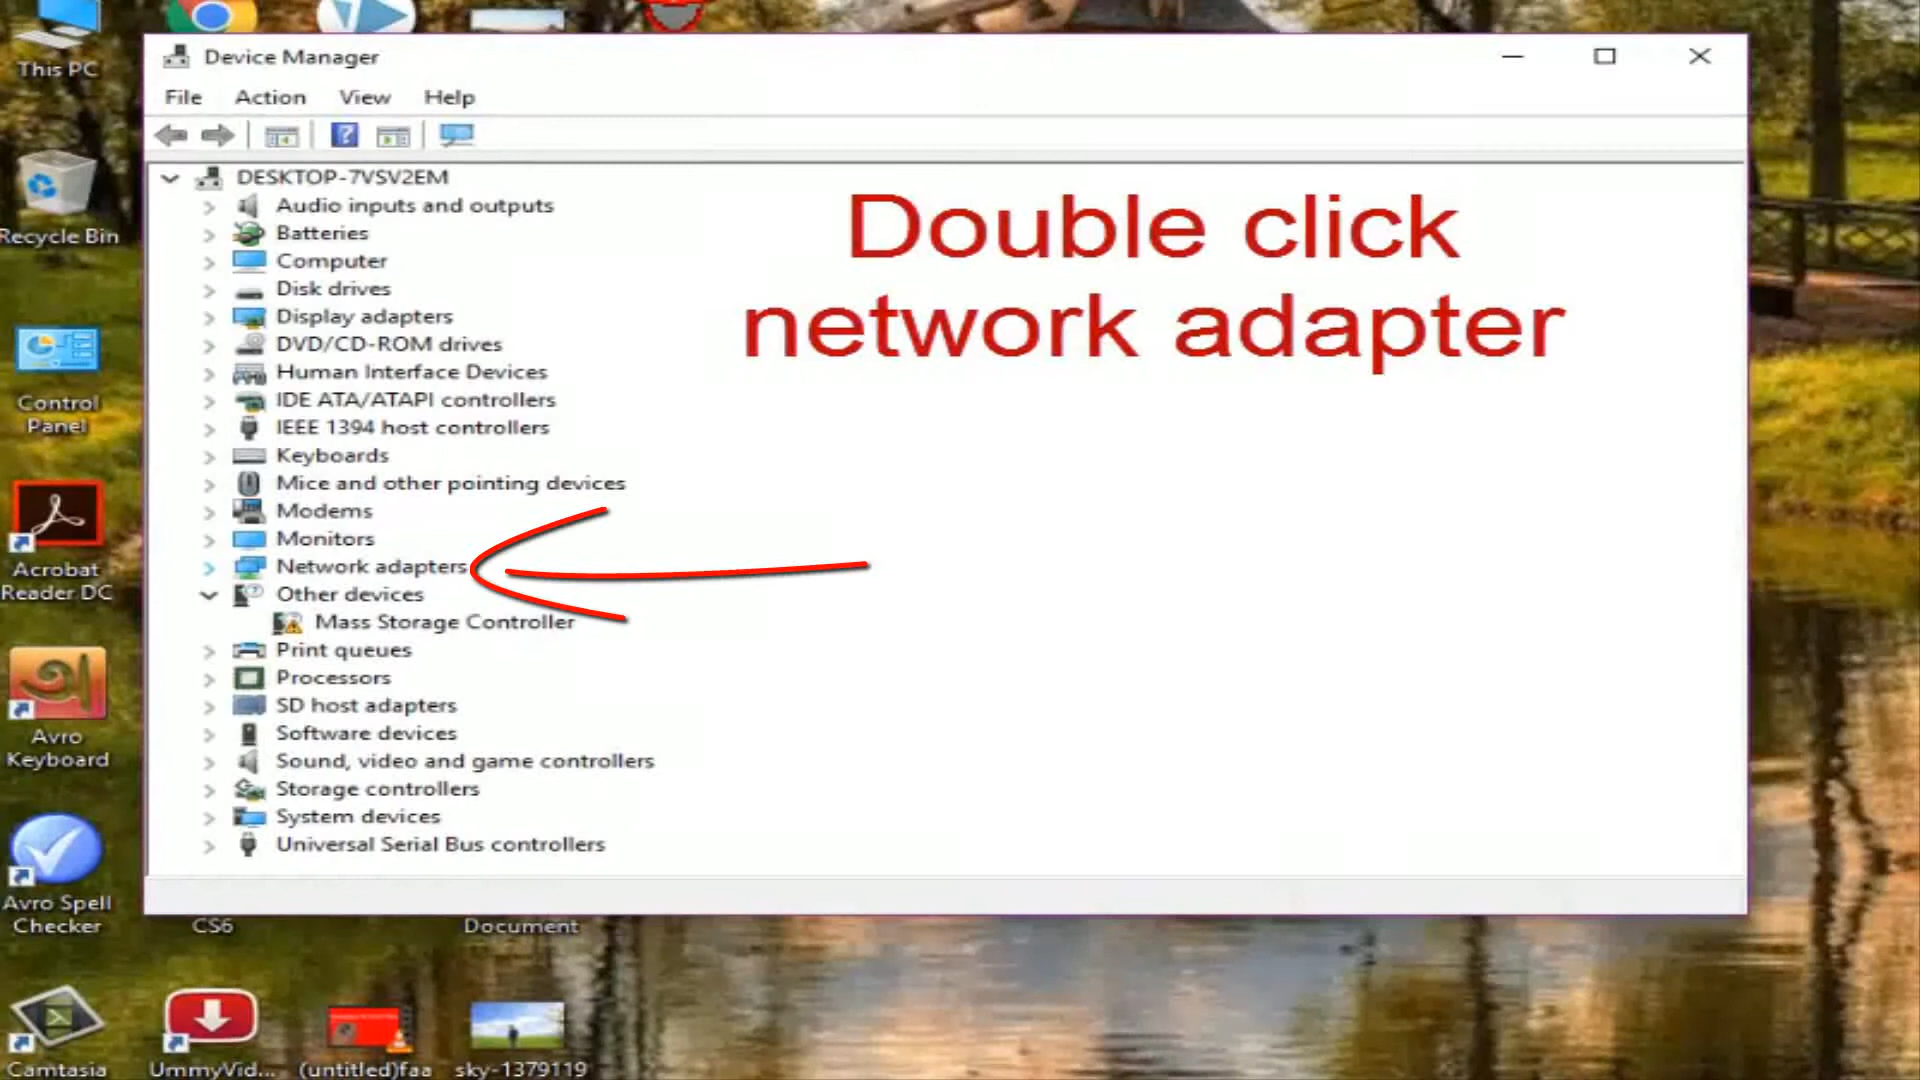 This PC
Device Manager
File Action View Help
DESKTOP-7VSV2EM
Audio inputs and outputs
Batteries
Computer
Disk drives
Display adapters
DVD/CD-ROM drives
Human Interface Devices
IDE ATA/ATAPI controllers
IEEE 1394 host controllers
Keyboards
Mice and other pointing devices
Modems
Monitors
Network adapters
Other devices
Mass Storage Controller
Print queues
Processors
SD host adapters
Software devices
Sound, video and game controllers
Storage controllers
System devices
Universal Serial Bus controllers
Double click
network adapter
Recycle Bin
Control
Panel
Acrobat
Reader DC
Avro
Keyboard
Avro Spell
Checker
CS6
Document
Camtasia
UmmyVid...
(untitled)faa
sky-1379119